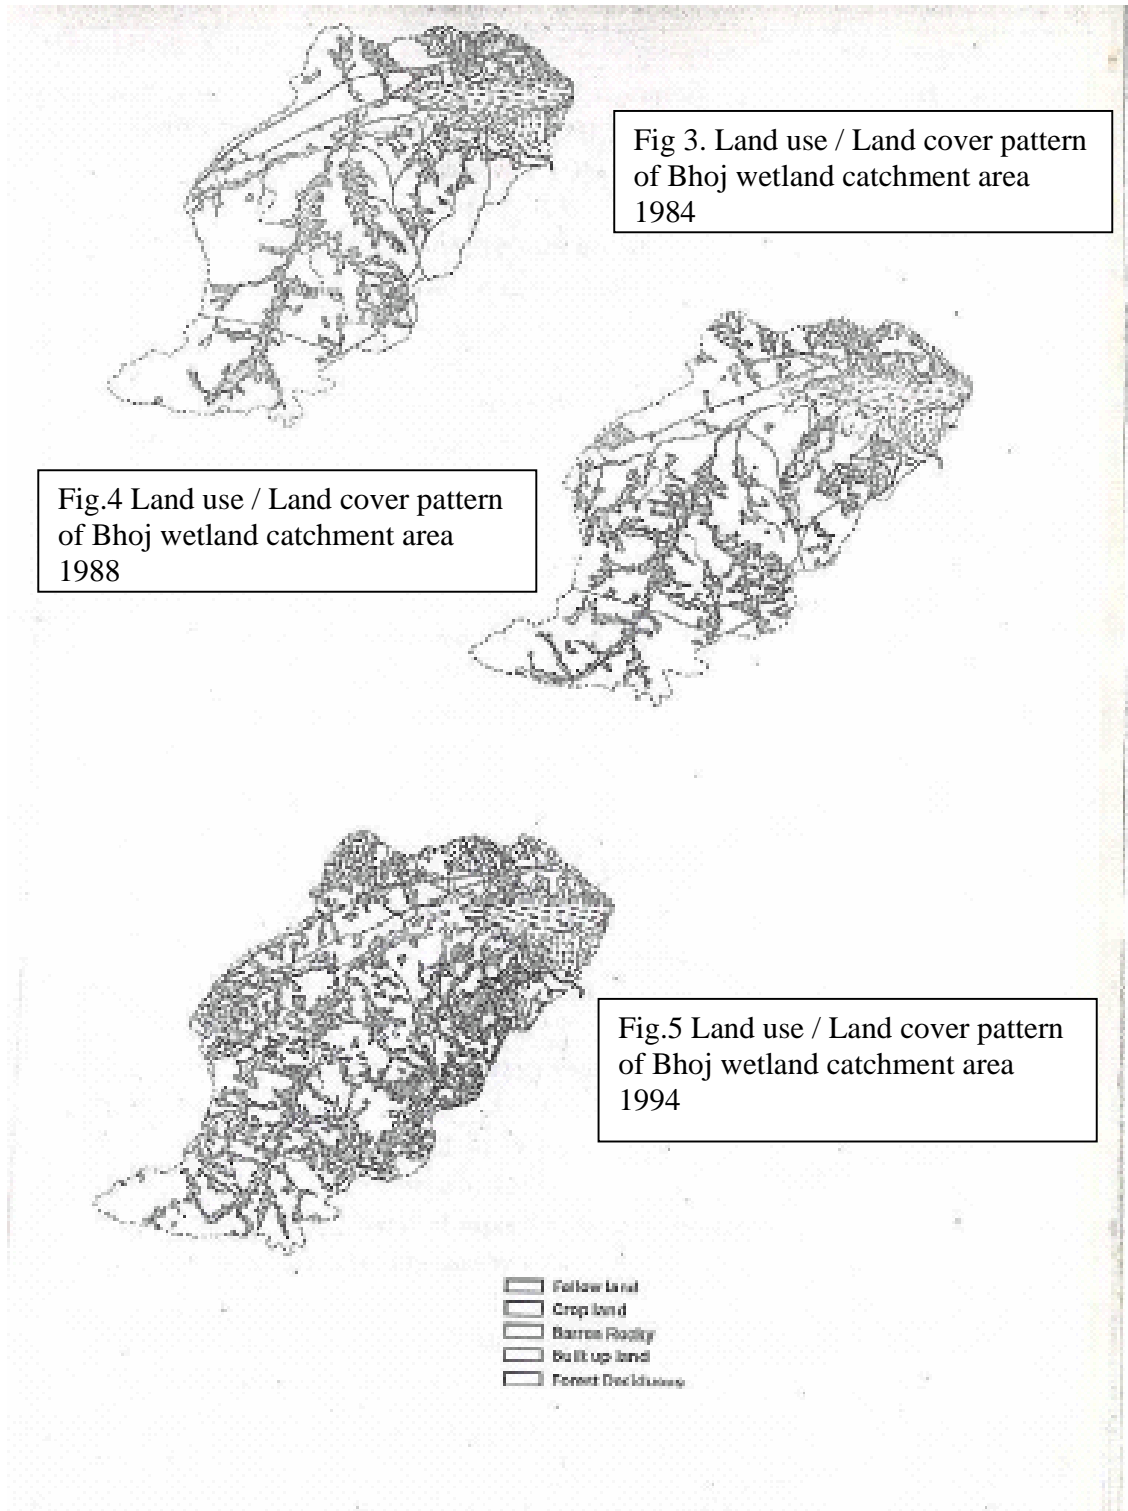 Fig 3. Land use / Land cover pattern
of Bhoj wetland catchment area
1984
Fig.4 Land use / Land cover pattern
of Bhoj wetland catchment area
1988
Fig.5 Land use / Land cover pattern
of Bhoj wetland catchment area
1994
Fallow land
Crop land
Barren Rocky
Built up land
Forest Deciduous